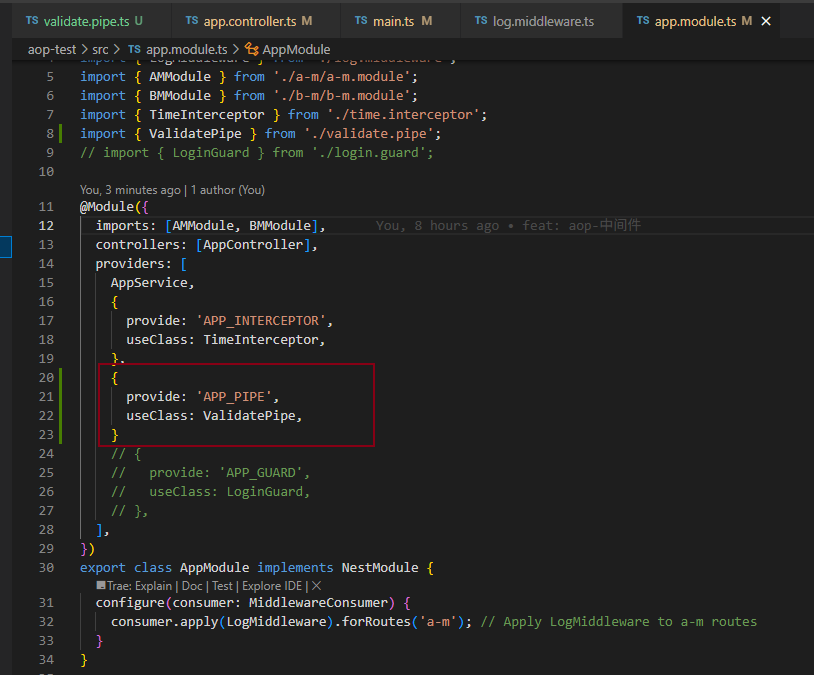 TS validate.pipe.ts U TS app.controller.ts M TS main.ts M TS log.middleware.ts TS app.module.ts M ✕
aop-test > src > TS app.module.ts > AppModule
4 import { LogMiddleware } from './log.middleware';
5 import { AMModule } from './a-m/a-m.module';
6 import { BMModule } from './b-m/b-m.module';
7 import { TimeInterceptor } from './time.interceptor';
8 import { ValidatePipe } from './validate.pipe';
9 // import { LoginGuard } from './login.guard';
10
You, 3 minutes ago | 1 author (You)
11 @Module({
12 imports: [AMModule, BMModule], You, 8 hours ago • feat: aop-中间件
13 controllers: [AppController],
14 providers: [
15 AppService,
16 {
17 provide: 'APP_INTERCEPTOR',
18 useClass: TimeInterceptor,
19 },
20 {
21 provide: 'APP_PIPE',
22 useClass: ValidatePipe,
23 }
24 // {
25 //   provide: 'APP_GUARD',
26 //   useClass: LoginGuard,
27 // },
28 ],
29 })
30 export class AppModule implements NestModule {
Trae: Explain | Doc | Test | Explore IDE | ✕
31 configure(consumer: MiddlewareConsumer) {
32 consumer.apply(LogMiddleware).forRoutes('a-m'); // Apply LogMiddleware to a-m routes
33 }
34 }